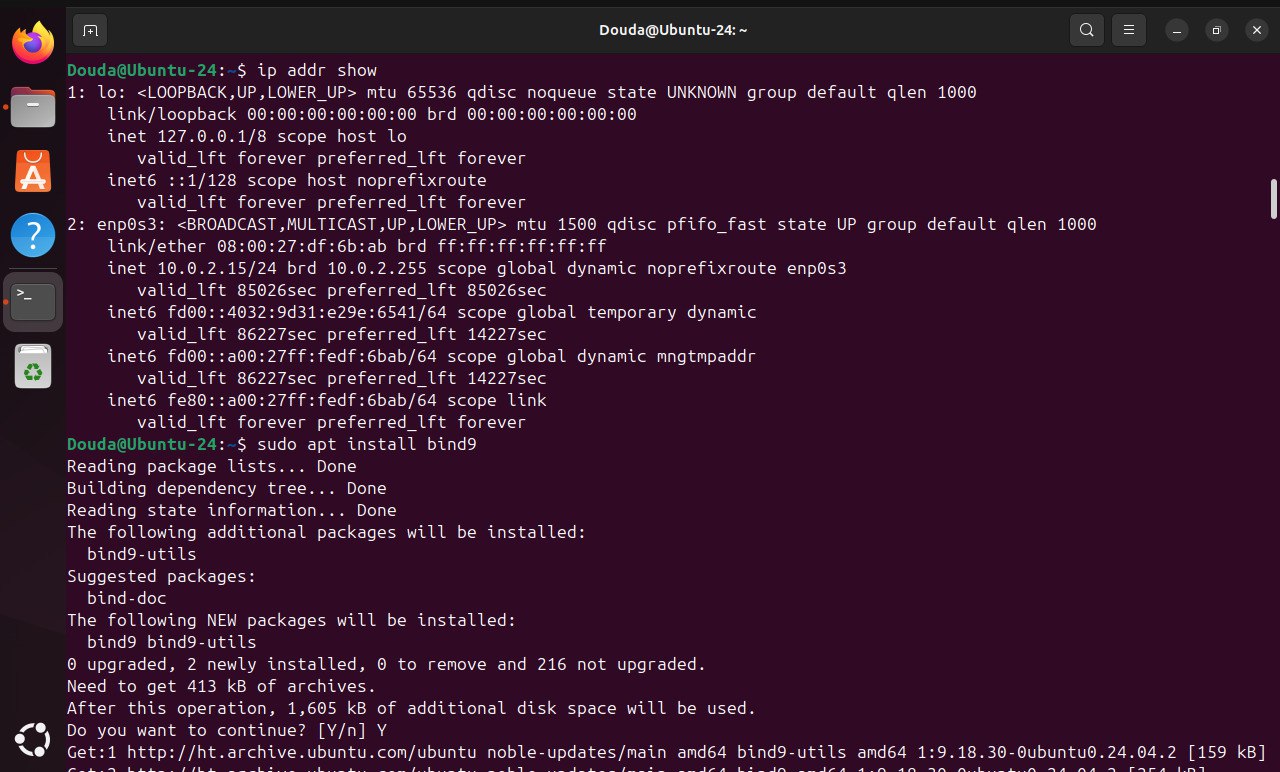 Douda@Ubuntu-24: ~
Douda@Ubuntu-24:~$ ip addr show
1: lo: <LOOPBACK,UP,LOWER_UP> mtu 65536 qdisc noqueue state UNKNOWN group default qlen 1000
    link/loopback 00:00:00:00:00:00 brd 00:00:00:00:00:00
    inet 127.0.0.1/8 scope host lo
       valid_lft forever preferred_lft forever
    inet6 ::1/128 scope host noprefixroute
       valid_lft forever preferred_lft forever
2: enp0s3: <BROADCAST,MULTICAST,UP,LOWER_UP> mtu 1500 qdisc pfifo_fast state UP group default qlen 1000
    link/ether 08:00:27:df:6b:ab brd ff:ff:ff:ff:ff:ff
    inet 10.0.2.15/24 brd 10.0.2.255 scope global dynamic noprefixroute enp0s3
       valid_lft 85026sec preferred_lft 85026sec
    inet6 fd00::4032:9d31:e29e:6541/64 scope global temporary dynamic
       valid_lft 86227sec preferred_lft 14227sec
    inet6 fd00::a00:27ff:fedf:6bab/64 scope global dynamic mngtmpaddr
       valid_lft 86227sec preferred_lft 14227sec
    inet6 fe80::a00:27ff:fedf:6bab/64 scope link
       valid_lft forever preferred_lft forever
Douda@Ubuntu-24:~$ sudo apt install bind9
Reading package lists... Done
Building dependency tree... Done
Reading state information... Done
The following additional packages will be installed:
  bind9-utils
Suggested packages:
  bind-doc
The following NEW packages will be installed:
  bind9 bind9-utils
0 upgraded, 2 newly installed, 0 to remove and 216 not upgraded.
Need to get 413 kB of archives.
After this operation, 1,605 kB of additional disk space will be used.
Do you want to continue? [Y/n] Y
Get:1 http://ht.archive.ubuntu.com/ubuntu noble-updates/main amd64 bind9-utils amd64 1:9.18.30-0ubuntu0.24.04.2 [159 kB]